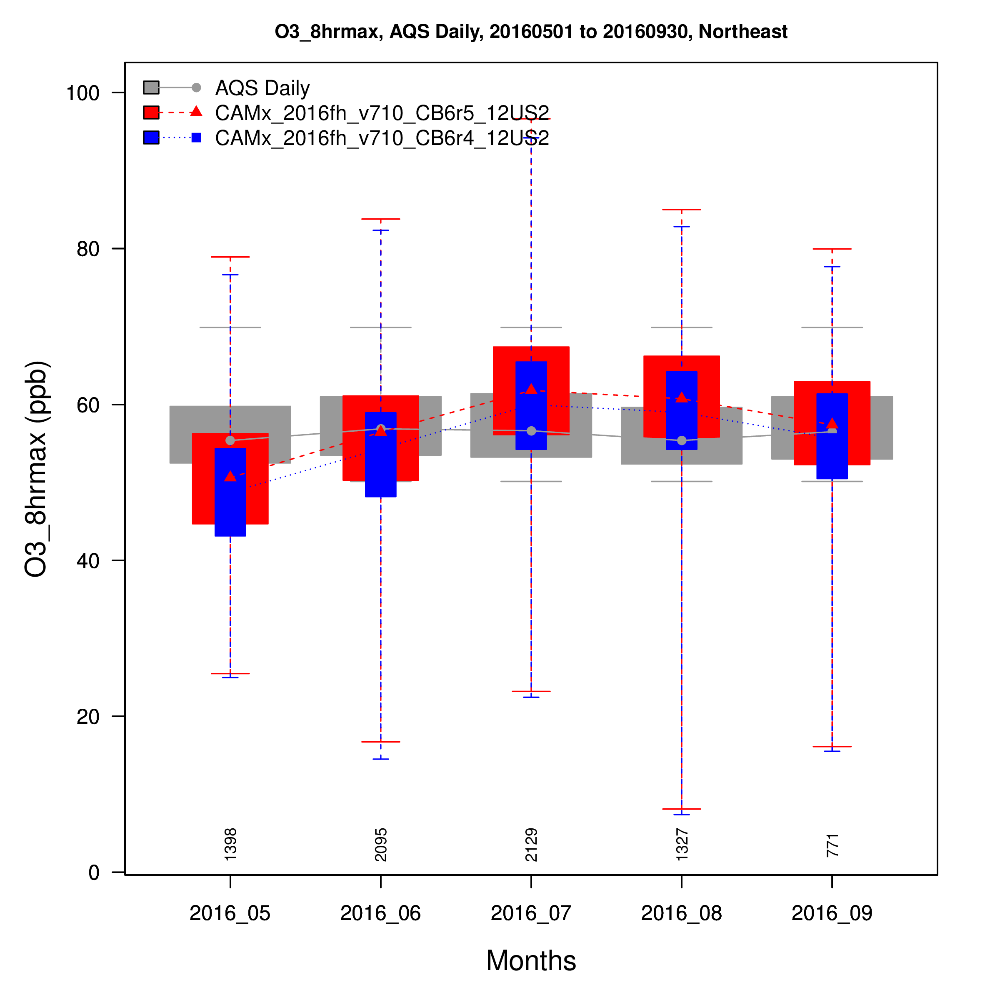 O3_8hrmax, AQS Daily, 20160501 to 20160930, Northeast
AQS Daily
CAMx_2016fh_v710_CB6r5_12US2
CAMx_2016fh_v710_CB6r4_12US2
O3_8hrmax (ppb)
100
80
60
40
20
0
1398
2095
2129
1327
771
2016_05
2016_06
2016_07
2016_08
2016_09
Months